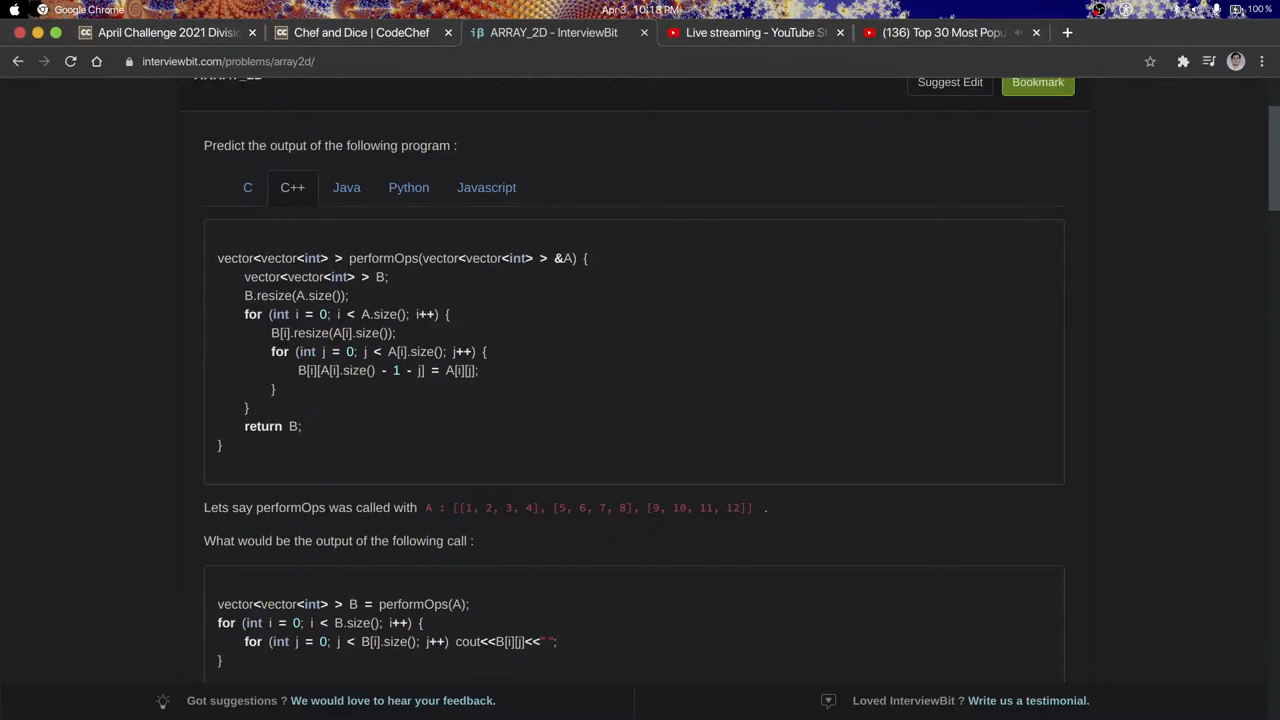 Google Chrome
Apr 3, 10:18 PM
100 %
April Challenge 2021 Divisi
Chef and Dice | CodeChef
ARRAY_2D - InterviewBit
Live streaming - YouTube S
(136) Top 30 Most Popu
interviewbit.com/problems/array2d/
ARRAY_2D
Suggest Edit
Bookmark
Predict the output of the following program :
C
C++
Java
Python
Javascript
vector<vector<int> > performOps(vector<vector<int> > &A) {
vector<vector<int> > B;
B.resize(A.size());
for (int i = 0; i < A.size(); i++) {
B[i].resize(A[i].size());
for (int j = 0; j < A[i].size(); j++) {
B[i][A[i].size() - 1 - j] = A[i][j];
}
}
return B;
}
Lets say performOps was called with A : [[1, 2, 3, 4], [5, 6, 7, 8], [9, 10, 11, 12]] .
What would be the output of the following call :
vector<vector<int> > B = performOps(A);
for (int i = 0; i < B.size(); i++) {
for (int j = 0; j < B[i].size(); j++) cout<<B[i][j]<<" ";
}
Got suggestions ? We would love to hear your feedback.
Loved InterviewBit ? Write us a testimonial.